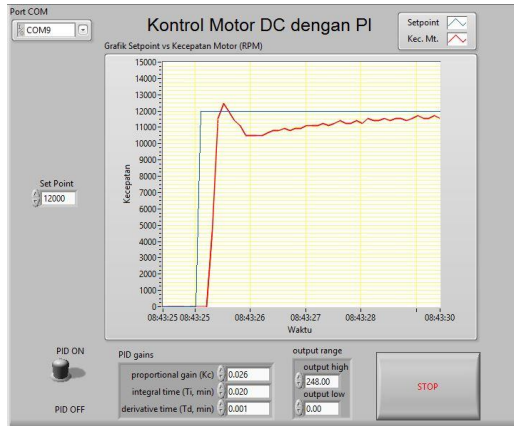 Port COM
COM9
Kontrol Motor DC dengan PI
Setpoint
Kec. Mt.
Grafik Setpoint vs Kecepatan Motor (RPM)
15000
14000
13000
12000
11000
10000
9000
8000
7000
6000
5000
4000
3000
2000
1000
0
Kecepatan
08:43:25 08:43:25 08:43:26 08:43:27 08:43:28 08:43:30
Waktu
Set Point
12000
PID ON
PID OFF
PID gains
proportional gain (Kc) 0.026
integral time (Ti, min) 0.020
derivative time (Td, min) 0.001
output range
output high
248.00
output low
0.00
STOP